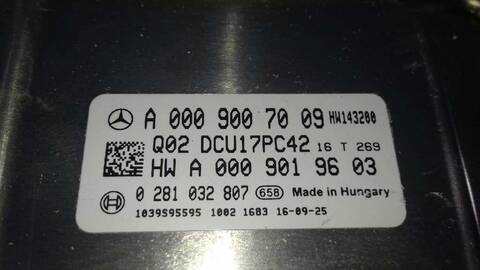 A 000 900 70 09 HW143200
Q02 DCU17PC42 16 T 269
HW A 000 901 96 03
0 281 032 807 658 Made in Hungary
1039S95595 1002 1683 16-09-25